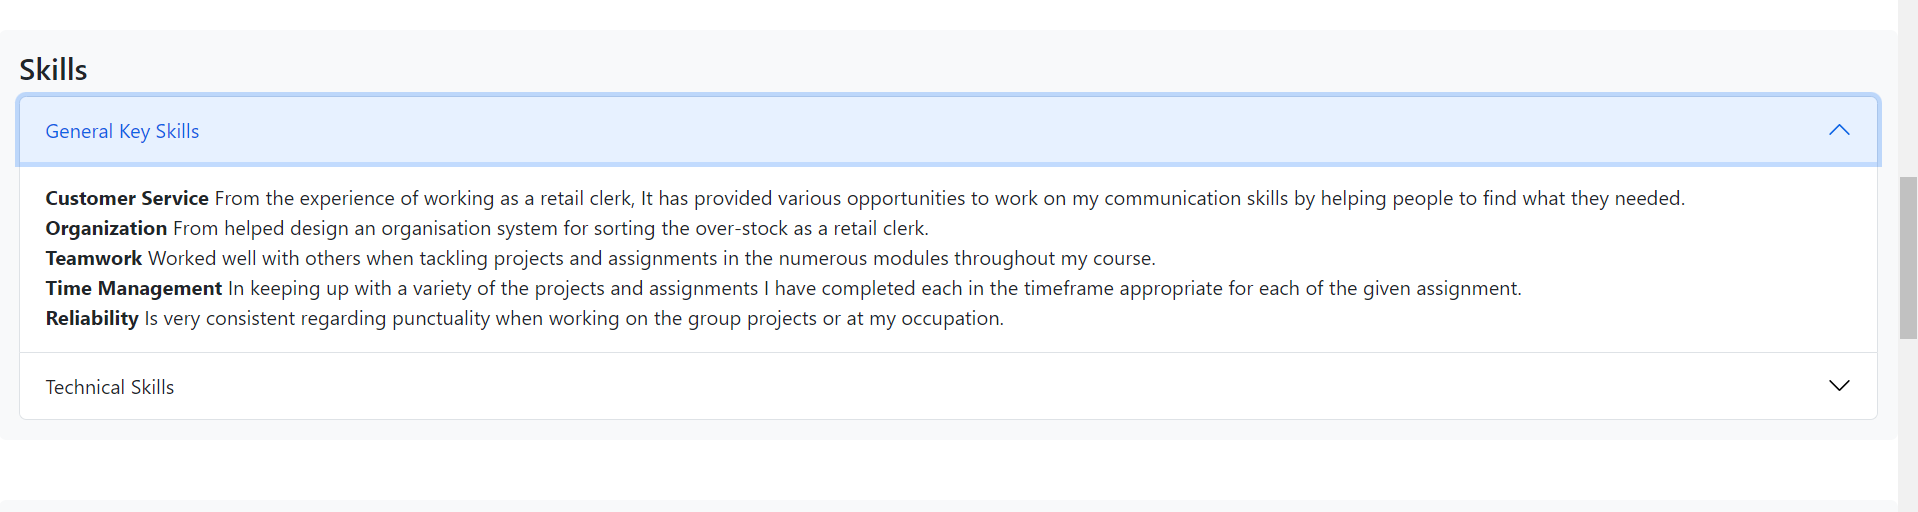 Skills
General Key Skills
Customer Service From the experience of working as a retail clerk, It has provided various opportunities to work on my communication skills by helping people to find what they needed.
Organization From helped design an organisation system for sorting the over-stock as a retail clerk.
Teamwork Worked well with others when tackling projects and assignments in the numerous modules throughout my course.
Time Management In keeping up with a variety of the projects and assignments I have completed each in the timeframe appropriate for each of the given assignment.
Reliability Is very consistent regarding punctuality when working on the group projects or at my occupation.
Technical Skills